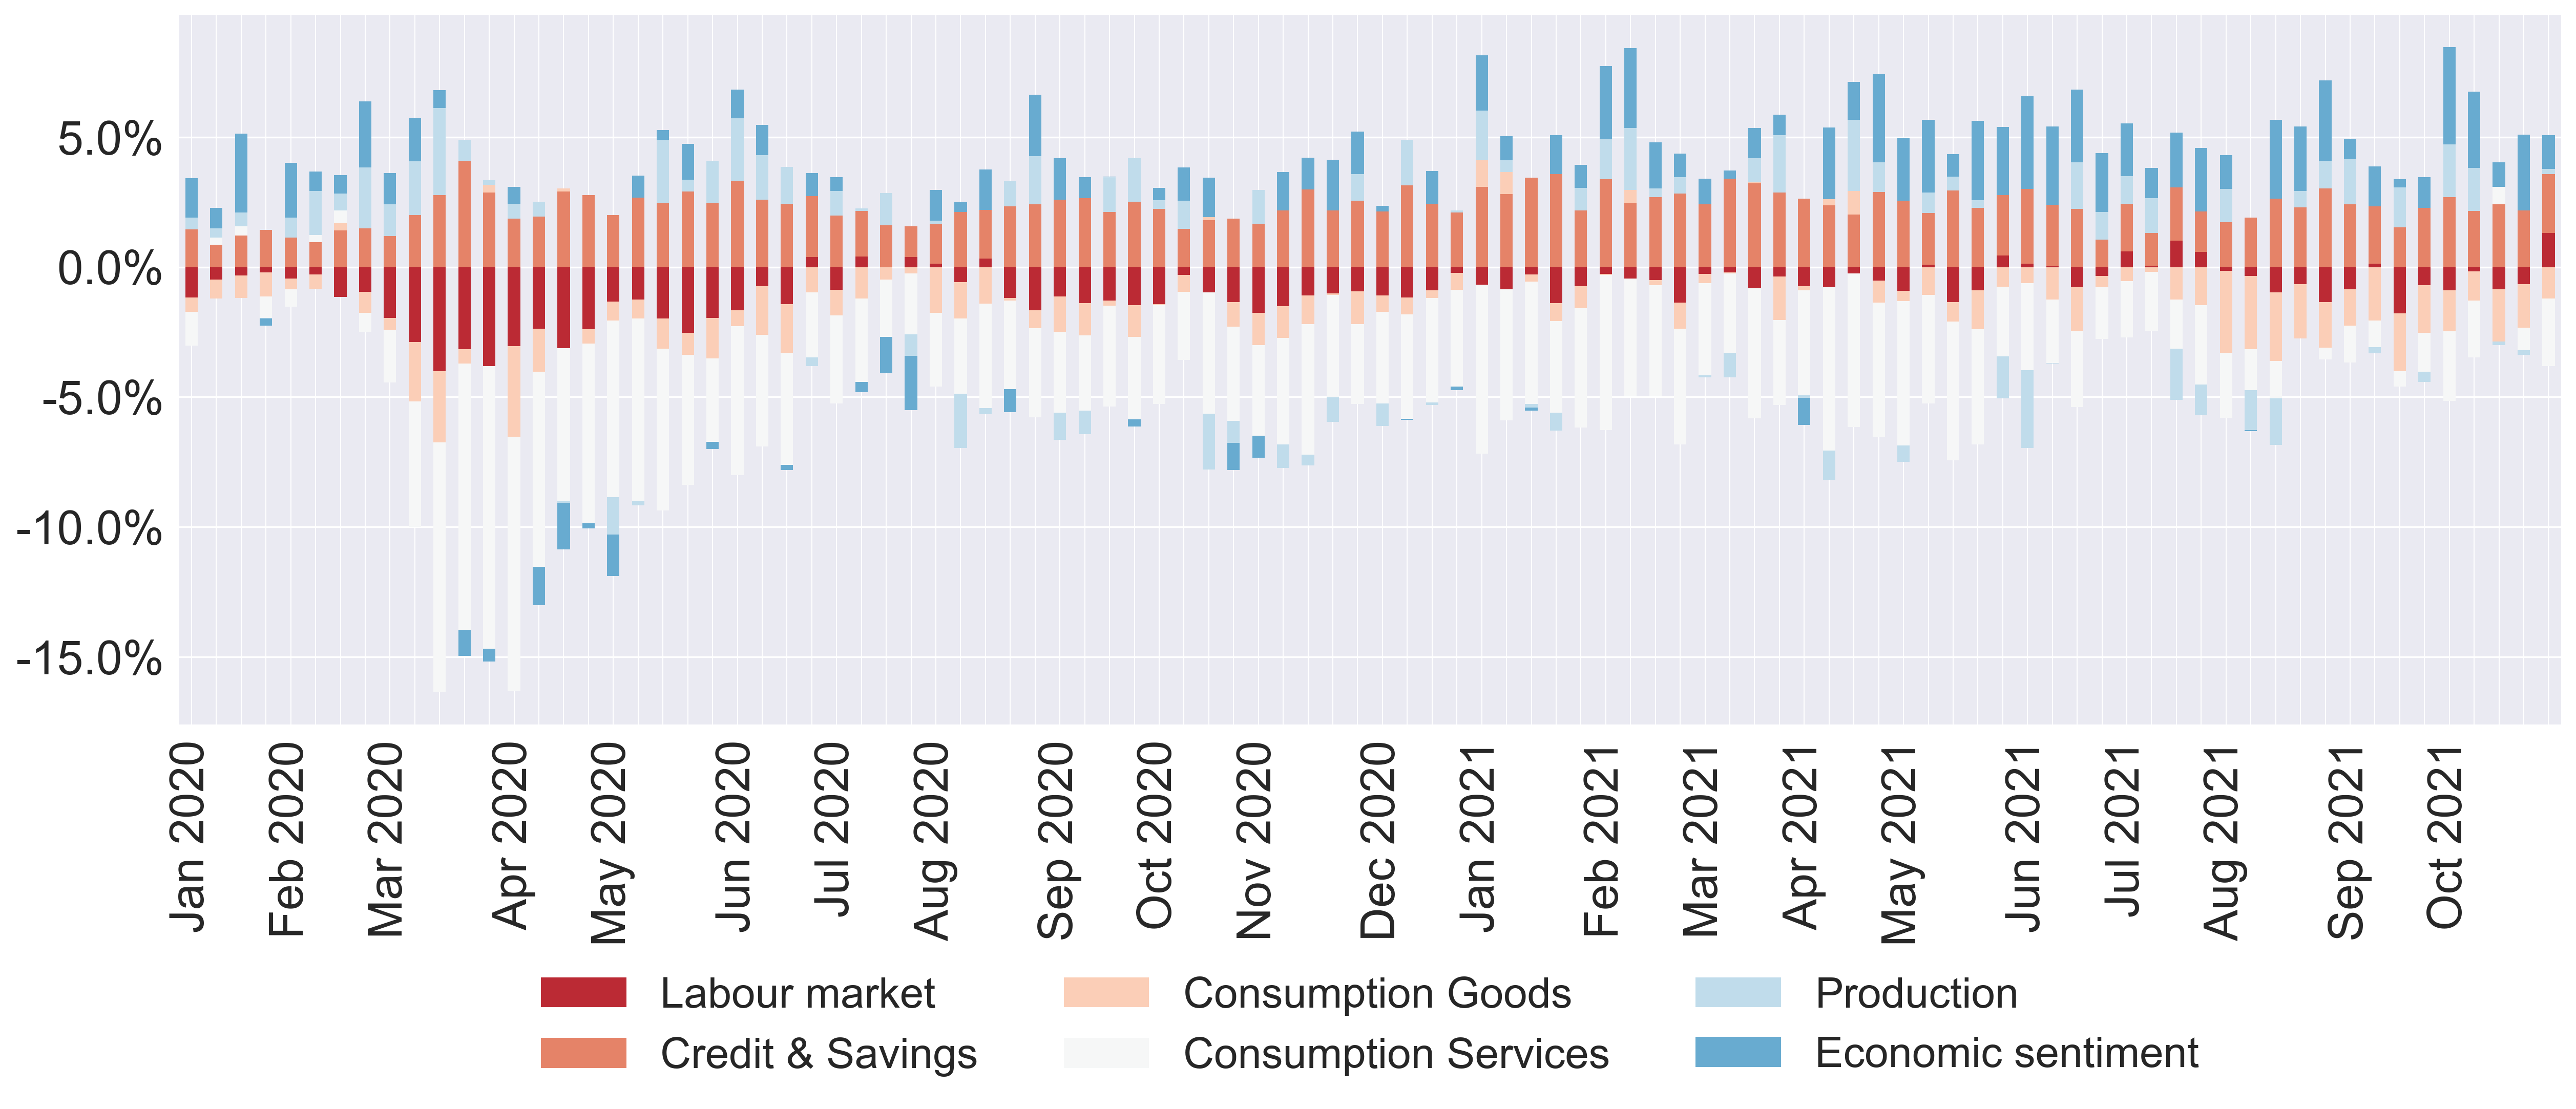 5.0%
0.0%
-5.0%
-10.0%
-15.0%
Jan 2020
Feb 2020
Mar 2020
Apr 2020
May 2020
Jun 2020
Jul 2020
Aug 2020
Sep 2020
Oct 2020
Nov 2020
Dec 2020
Jan 2021
Feb 2021
Mar 2021
Apr 2021
May 2021
Jun 2021
Jul 2021
Aug 2021
Sep 2021
Oct 2021
Labour market
Consumption Goods
Production
Credit & Savings
Consumption Services
Economic sentiment